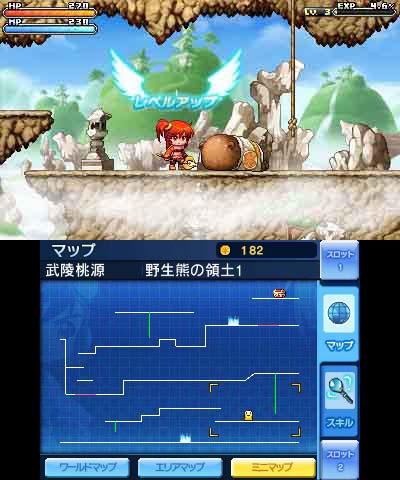 HP 270
MP 230
Lv 3 EXP 4.6%
レベルアップ
マップ 182
武陵桃源 野生熊の領土1
スロット
1
マップ
スキル
スロット
2
ワールドマップ エリアマップ ミニマップ